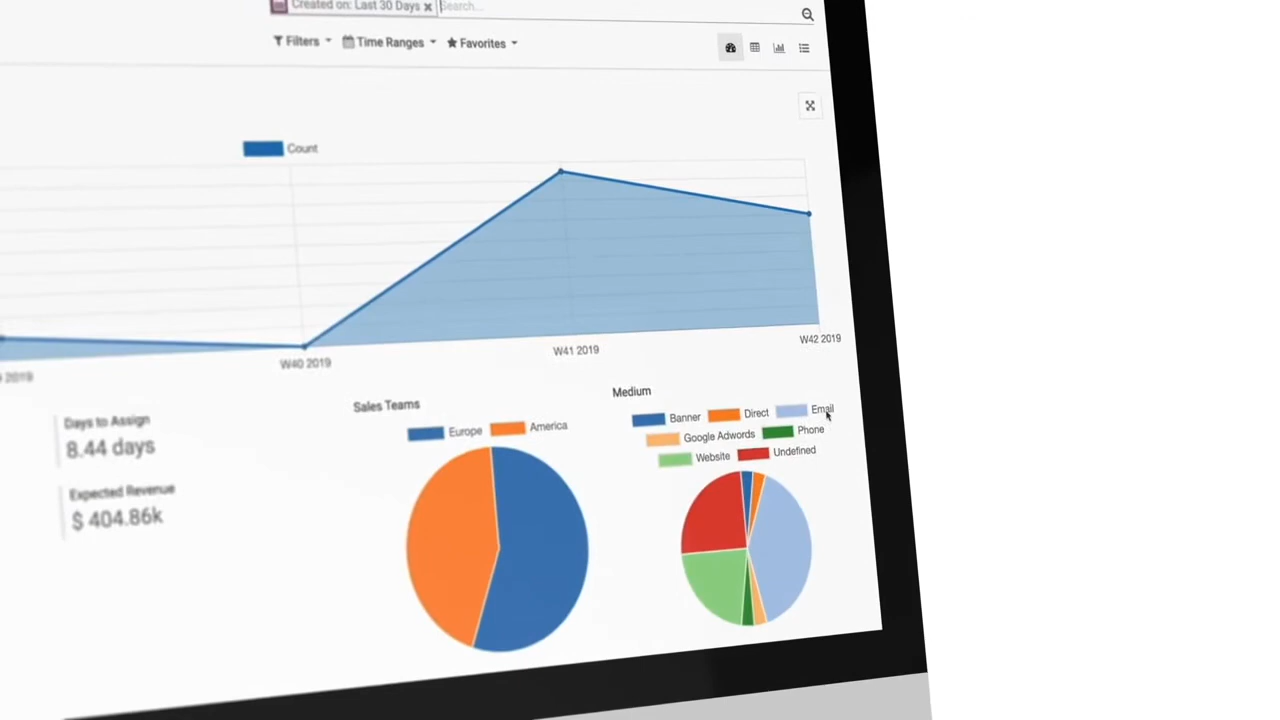 Created on: Last 30 Days × Search...
Filters Time Ranges Favorites
Count
2019 W40 2019 W41 2019 W42 2019
Days to Assign
8.44 days
Expected Revenue
$ 404.86k
Sales Teams
Europe America
Medium
Banner Direct Email
Google Adwords Phone
Website Undefined